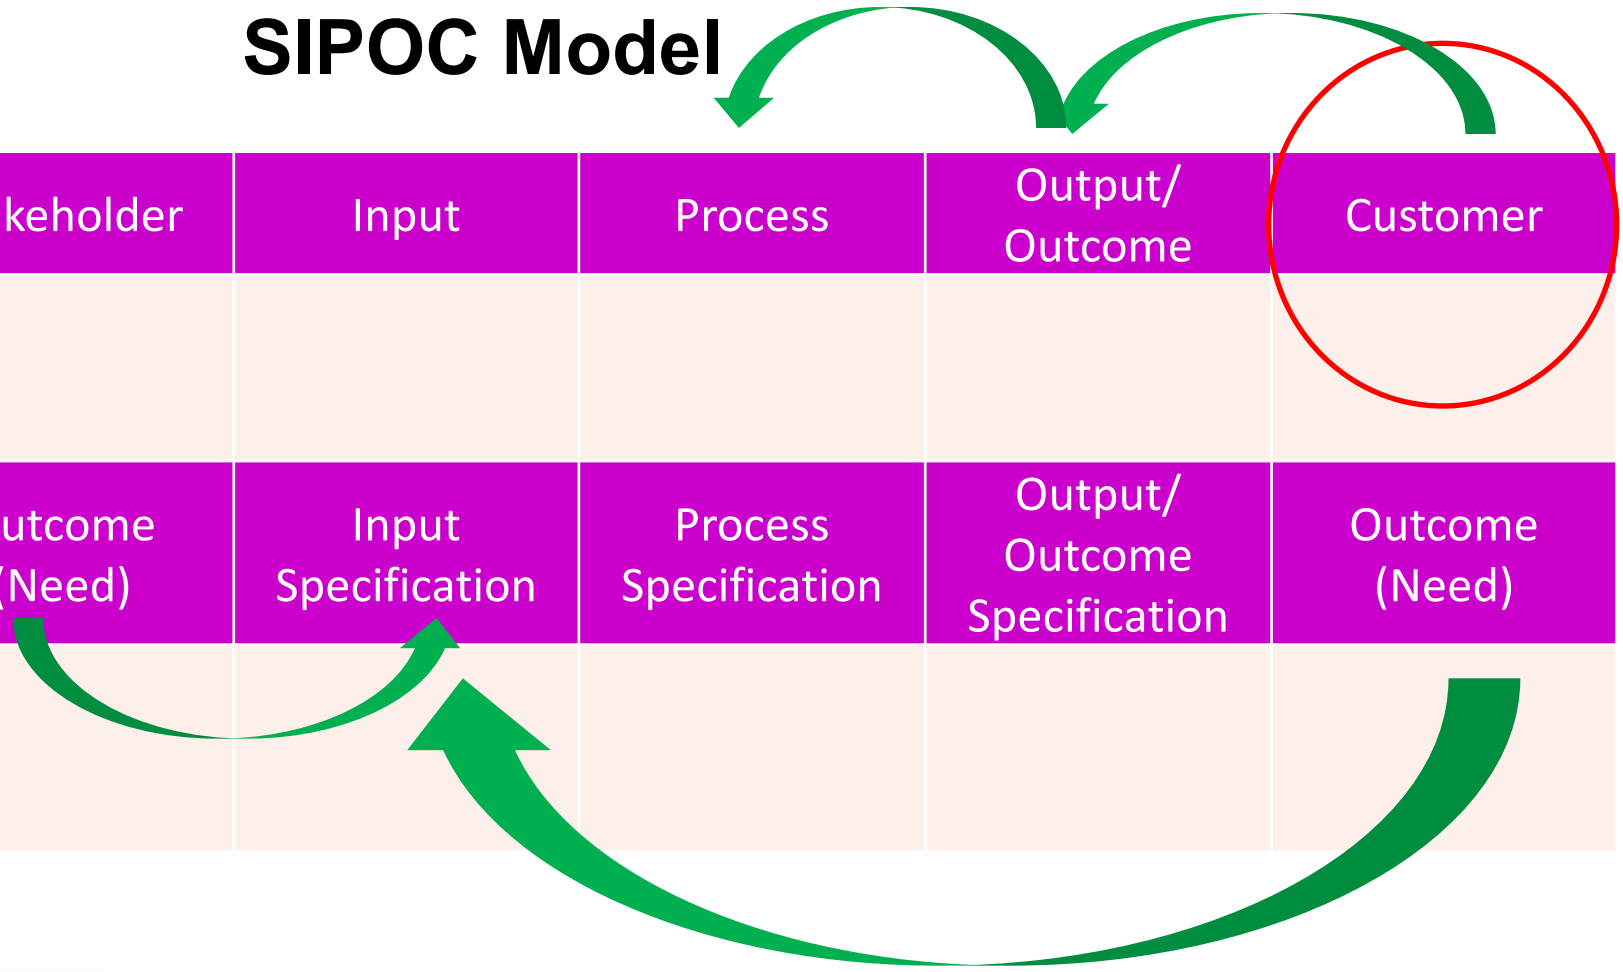 SIPOC Model
keholder
Input
Process
Output/
Outcome
Customer
utcome
(Need)
Input
Specification
Process
Specification
Output/
Outcome
Specification
Outcome
(Need)